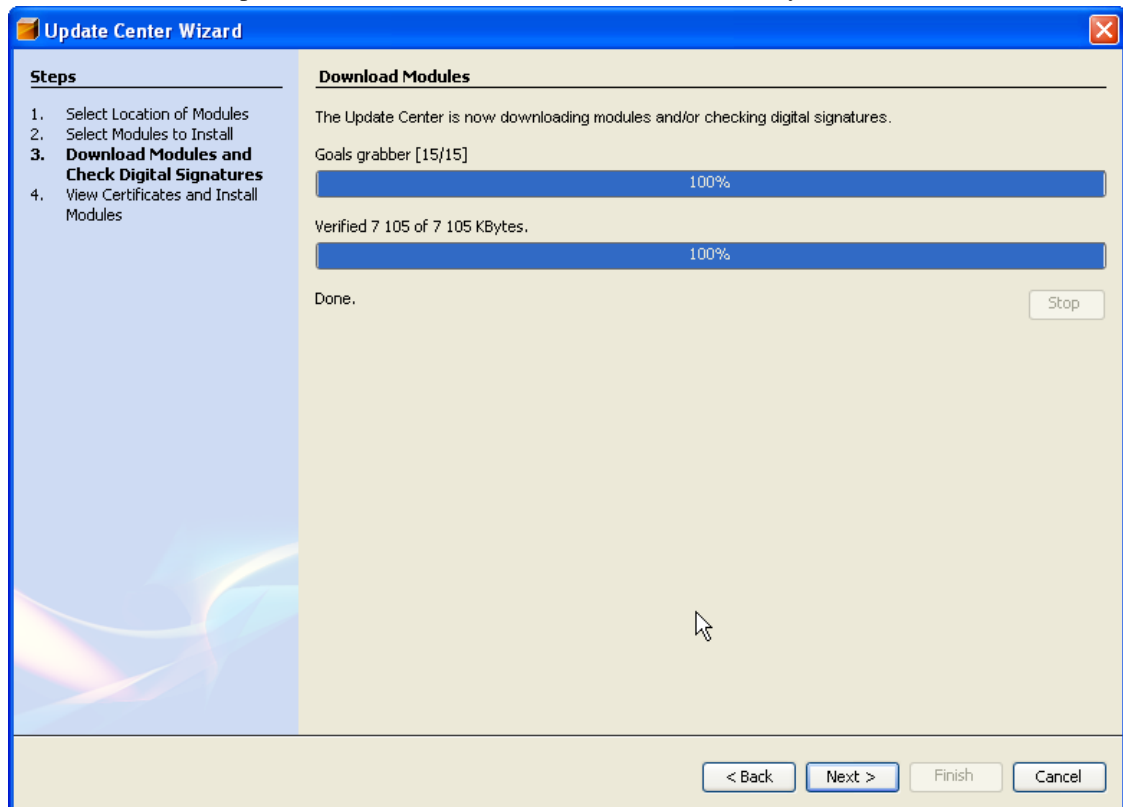 Update Center Wizard
Steps
1. Select Location of Modules
2. Select Modules to Install
3. Download Modules and
Check Digital Signatures
4. View Certificates and Install
Modules
Download Modules
The Update Center is now downloading modules and/or checking digital signatures.
Goals grabber [15/15]
100%
Verified 7 105 of 7 105 KBytes.
100%
Done.
Stop
< Back
Next >
Finish
Cancel